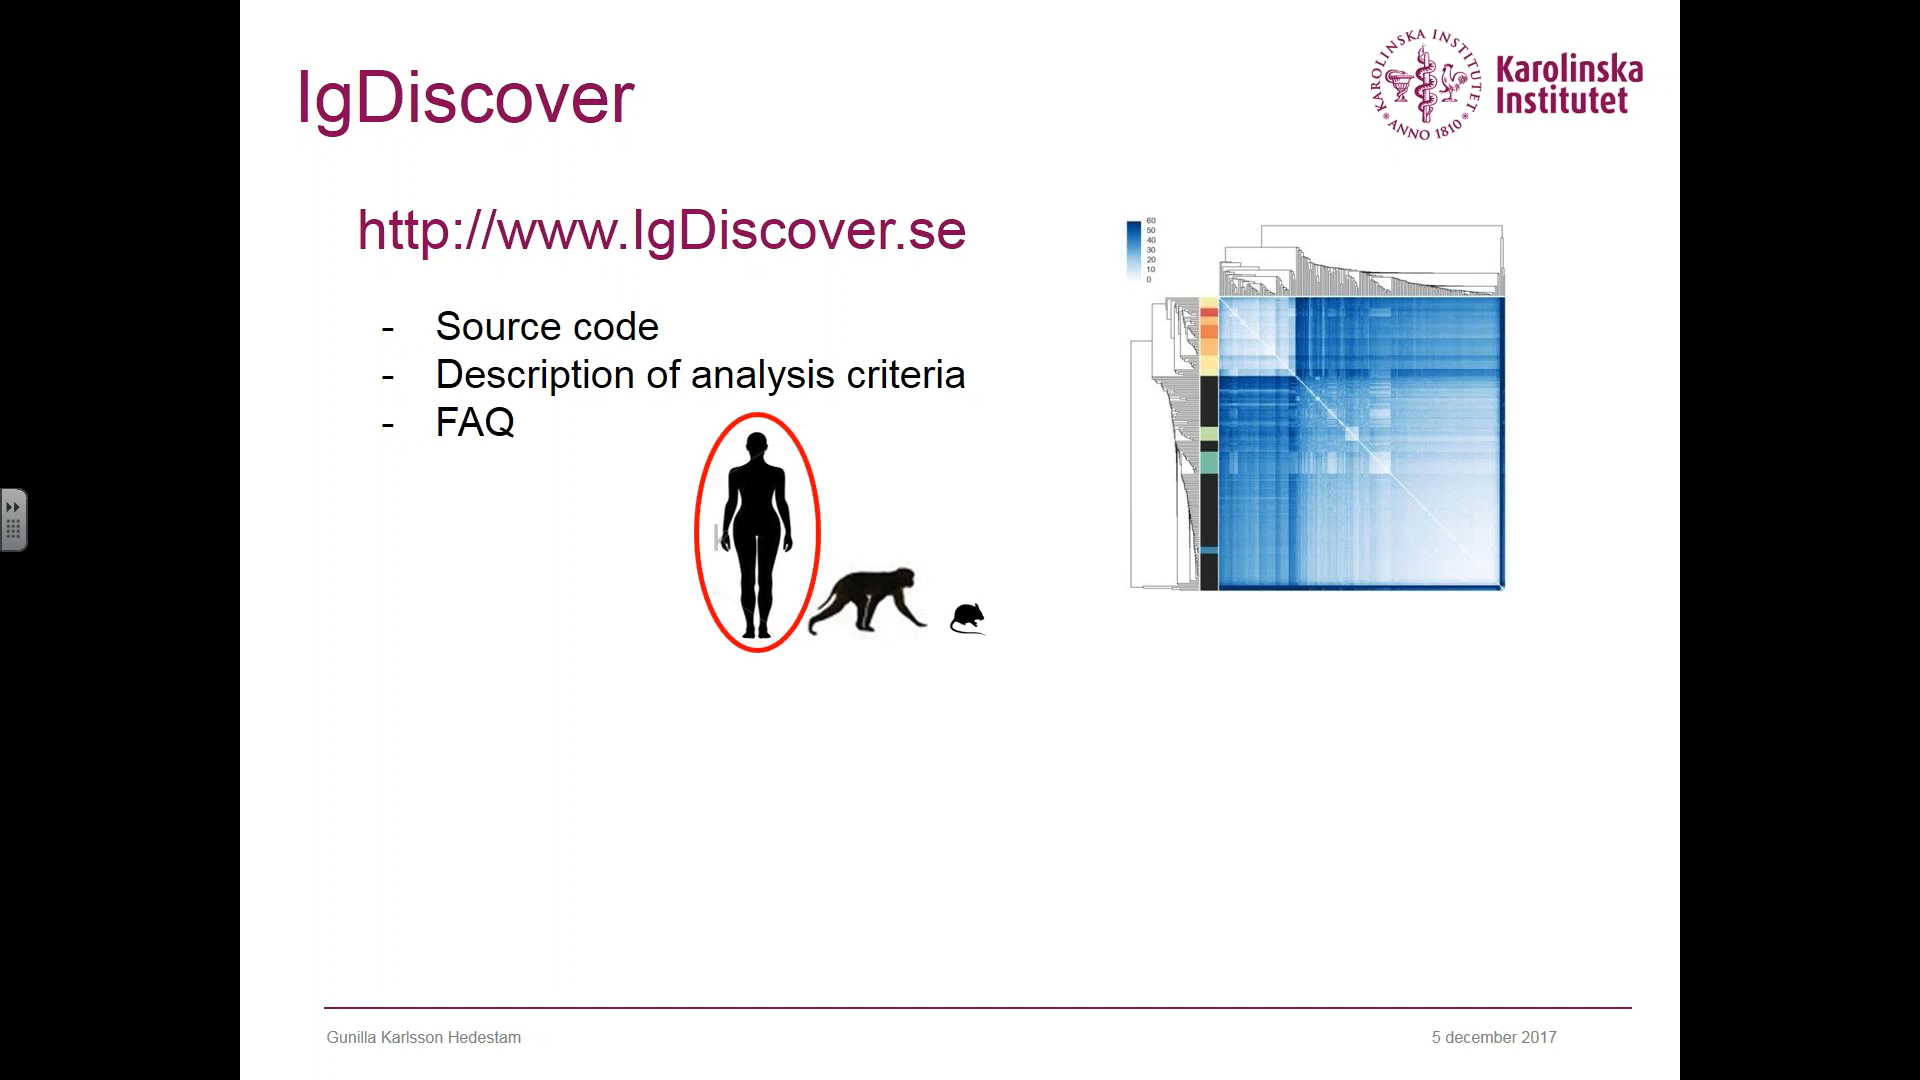 IgDiscover
KAROLINSKA INSTITUTET
ANNO 1810
Karolinska
Institutet
http://www.IgDiscover.se
- Source code
- Description of analysis criteria
- FAQ
60
50
40
30
20
10
0
Gunilla Karlsson Hedestam
5 december 2017